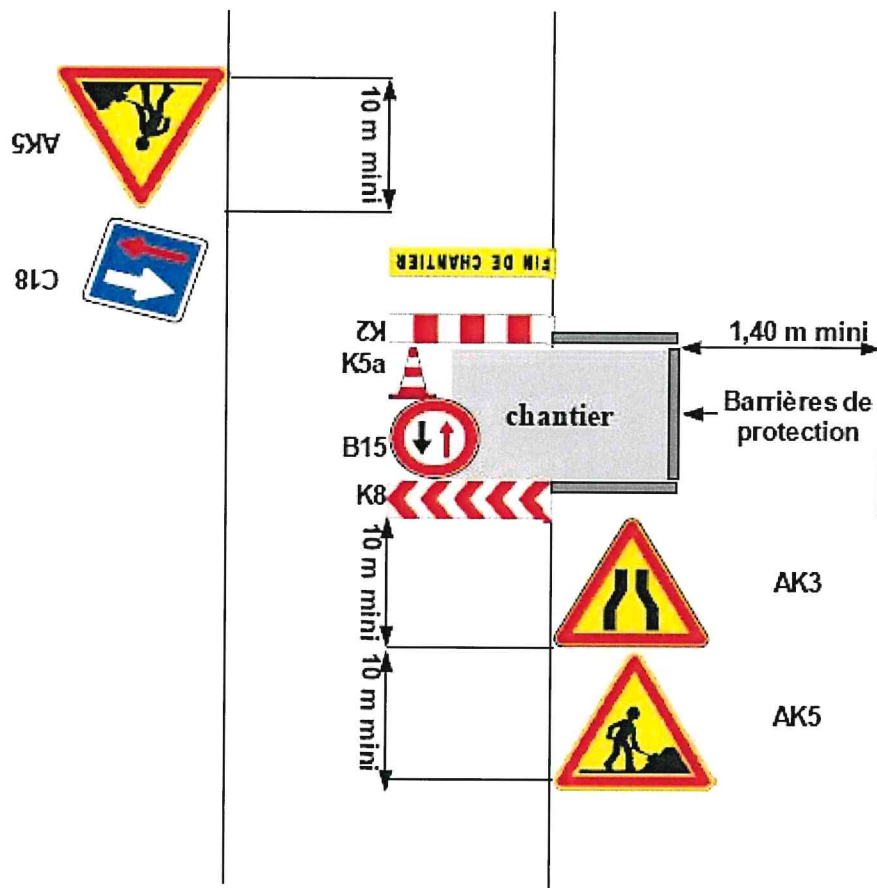 AK5
10 m mini
C18
FIN DE CHANTIER
K2
1,40 m mini
K5a
chantier
Barrières de
protection
B15
K8
10 m mini
AK3
10 m mini
AK5